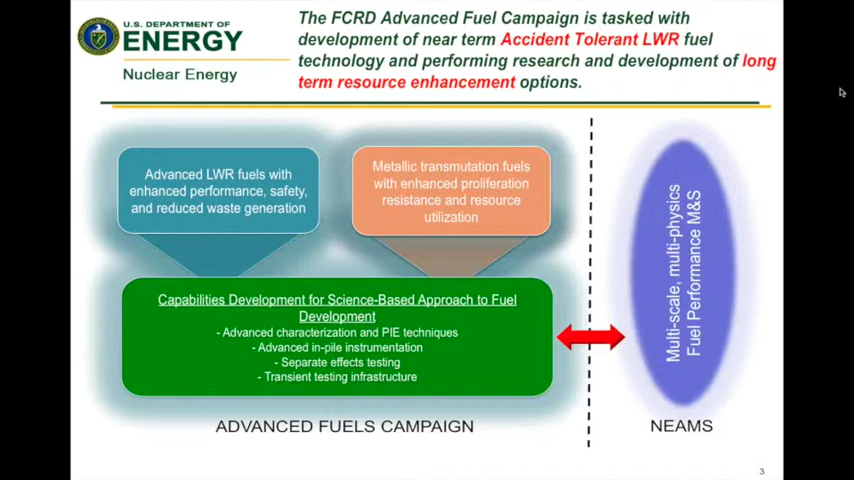 U.S. DEPARTMENT OF
ENERGY
Nuclear Energy
The FCRD Advanced Fuel Campaign is tasked with
development of near term Accident Tolerant LWR fuel
technology and performing research and development of long
term resource enhancement options.
Advanced LWR fuels with
enhanced performance, safety,
and reduced waste generation
Metallic transmutation fuels
with enhanced proliferation
resistance and resource
utilization
Capabilities Development for Science-Based Approach to Fuel
Development
- Advanced characterization and PIE techniques
- Advanced in-pile instrumentation
- Separate effects testing
- Transient testing infrastructure
Multi-scale, multi-physics
Fuel Performance M&S
ADVANCED FUELS CAMPAIGN
NEAMS
3